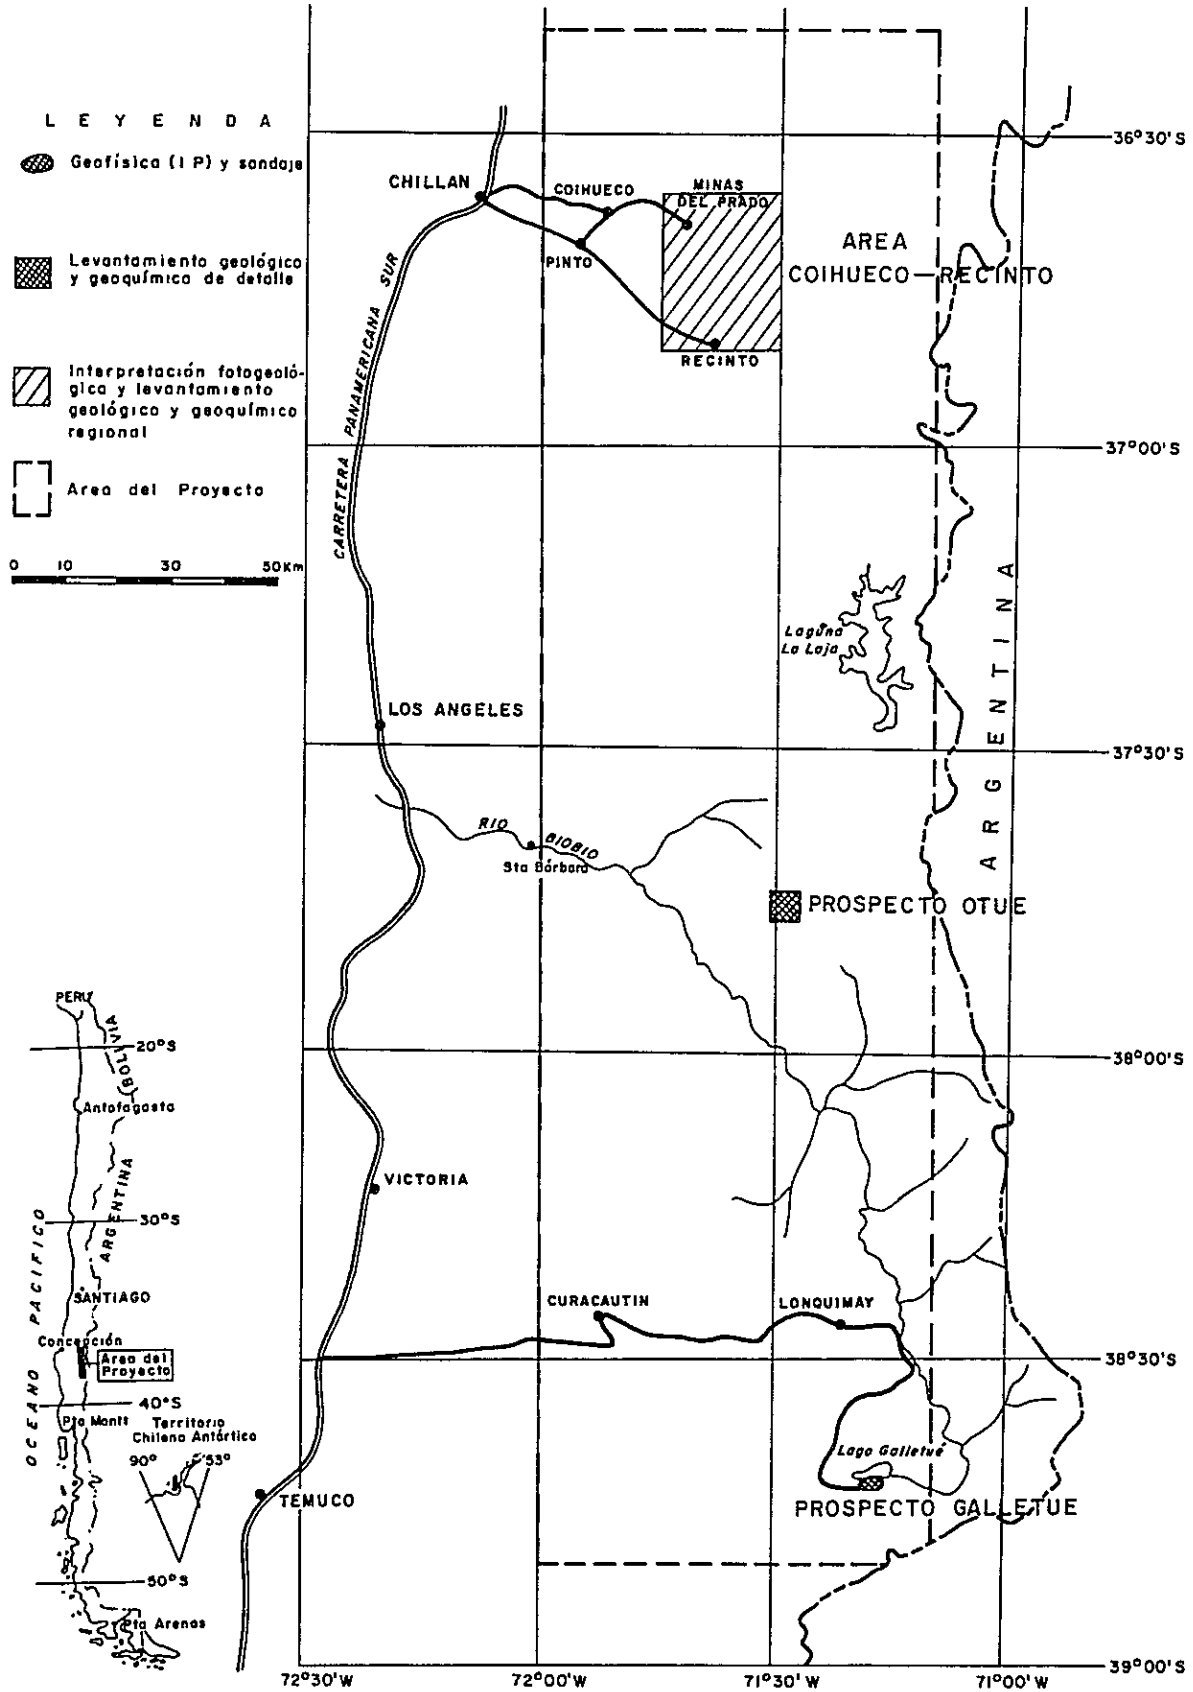 LEYENDA
Geofísica (IP) y sondaje
Levantamiento geológico
y geoquímico de detalle
Interpretación fotogeoló-
gica y levantamiento
geológico y geoquímico
regional
Area del Proyecto
0 10 30 50Km
36°30'S
CHILLAN
COIHUECO
MINAS
DEL PRADO
PINTO
RECINTO
AREA
COIHUECO—RECINTO
CARRETERA PANAMERICANA SUR
37°00'S
ARGENTINA
Laguna
La Laja
LOS ANGELES
37°30'S
RIO BIOBIO
Sta Bárbara
PROSPECTO OTUE
38°00'S
VICTORIA
CURACAUTIN
LONQUIMAY
38°30'S
Lago Galletué
PROSPECTO GALLETUE
TEMUCO
39°00'S
72°30'W 72°00'W 71°30'W 71°00'W
PERU
BOLIVIA
20°S
Antofagasta
ARGENTINA
30°S
OCEANO PACIFICO
SANTIAGO
Concepción
Area del
Proyecto
40°S
Pto Montt
Territorio
Chileno Antártico
90° 53°
50°S
Pta Arenas